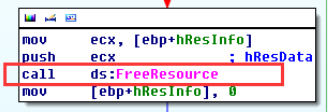 mov     ecx, [ebp+hResInfo]
push    ecx             ; hResData
call    ds:FreeResource
mov     [ebp+hResInfo], 0